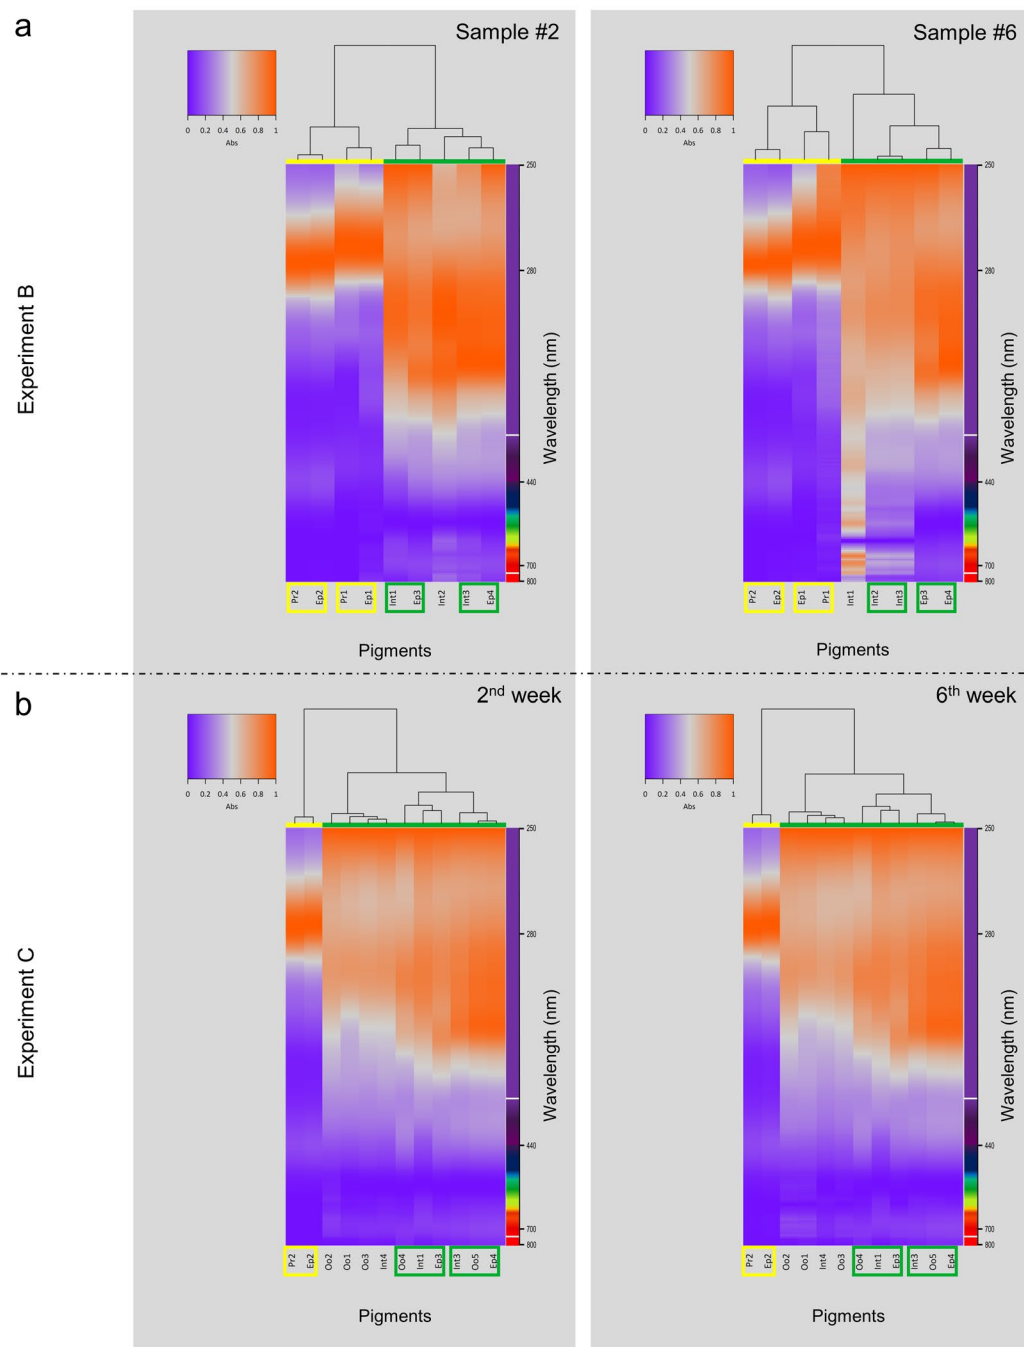 a
Experiment B
Sample #2
0 0.2 0.4 0.6 0.8 1
Abs
250
280
440
700
800
Wavelength (nm)
Pr2 Ep2 Pr1 Ep1 Int1 Ep3 Int2 Int3 Ep4
Pigments
Sample #6
0 0.2 0.4 0.6 0.8 1
Abs
250
280
440
700
800
Wavelength (nm)
Pr2 Ep2 Ep1 Pr1 Int1 Int2 Int3 Ep3 Ep4
Pigments
b
Experiment C
2nd week
0 0.2 0.4 0.6 0.8 1
Abs
250
280
440
700
800
Wavelength (nm)
Pr2 Ep2 Oo2 Oo1 Oo3 Int4 Oo4 Int1 Ep3 Int3 Oo5 Ep4
Pigments
6th week
0 0.2 0.4 0.6 0.8 1
Abs
250
280
440
700
800
Wavelength (nm)
Pr2 Ep2 Oo2 Oo1 Int4 Oo3 Oo4 Int1 Ep3 Int3 Oo5 Ep4
Pigments